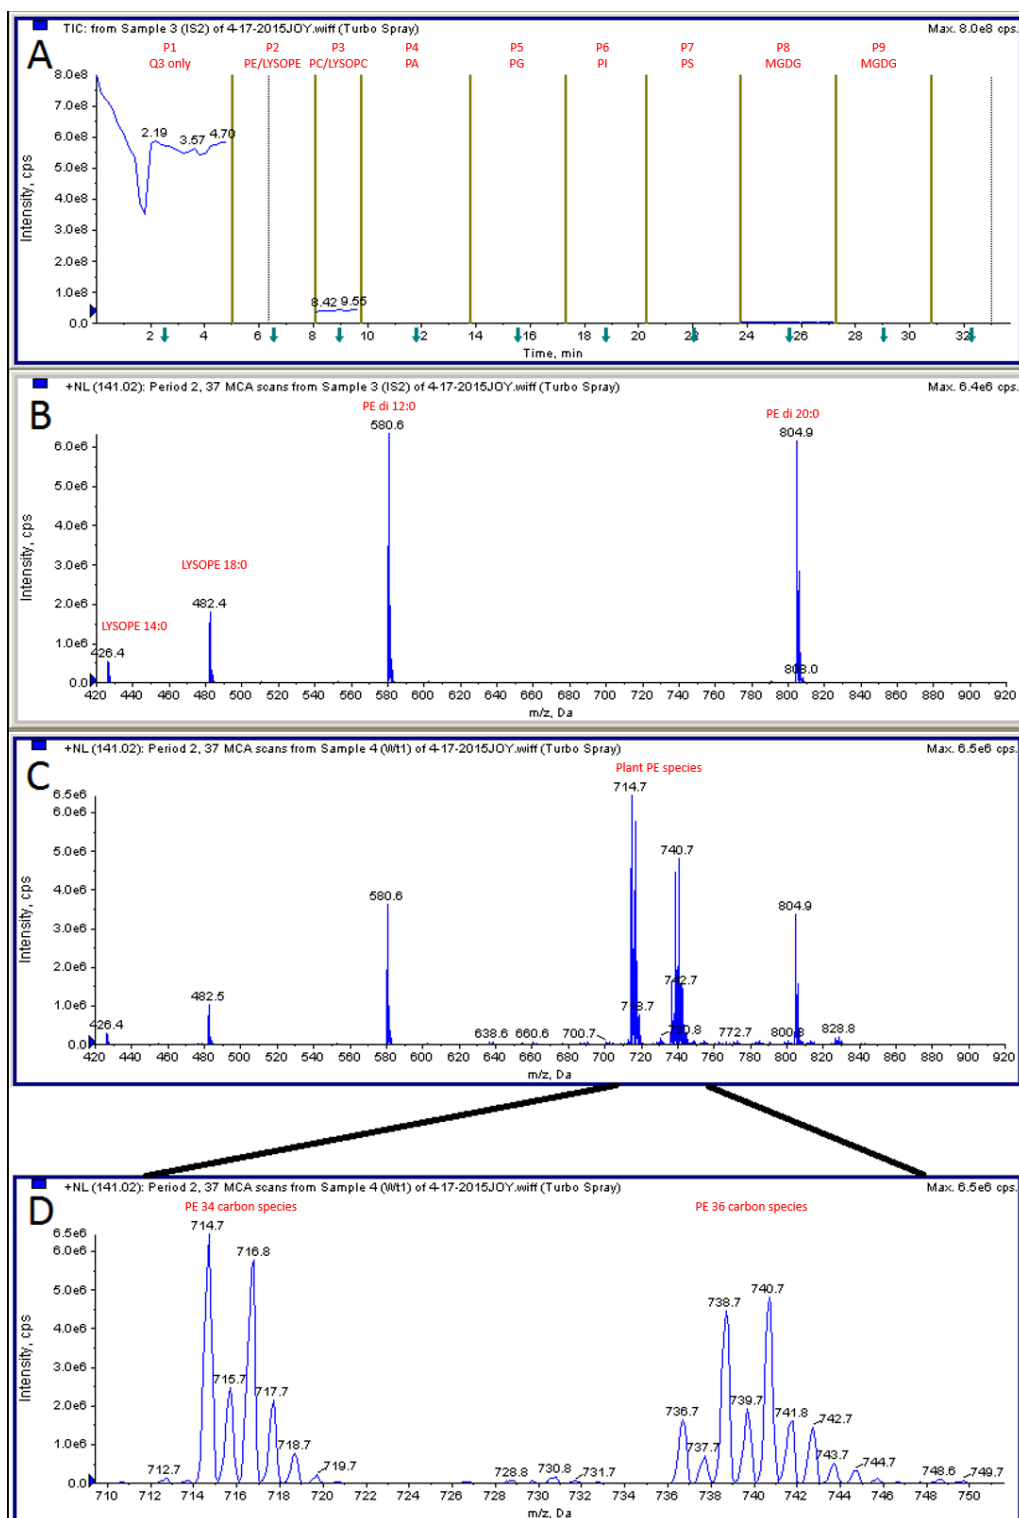 A
TIC: from Sample 3 (IS2) of 4-17-2015JOY.wiff (Turbo Spray)
Max. 8.0e8 cps.
P1 P2 P3 P4 P5 P6 P7 P8 P9
Q3 only PE/LYSOPE PC/LYSOPC PA PG PI PS MGDG MGDG
8.0e8
7.0e8
6.0e8
5.0e8
4.0e8
3.0e8
2.0e8
1.0e8
0.0
Intensity, cps
2.19 3.57 4.70
8.42 9.55
2 4 6 8 10 12 14 16 18 20 22 24 26 28 30 32
Time, min
B
+NL (141.02): Period 2, 37 MCA scans from Sample 3 (IS2) of 4-17-2015JOY.wiff (Turbo Spray)
Max. 6.4e6 cps.
PE di 12:0
580.6
PE di 20:0
804.9
6.0e6
5.0e6
4.0e6
3.0e6
2.0e6
1.0e6
0.0
Intensity, cps
LYSOPE 18:0
482.4
LYSOPE 14:0
426.4
808.0
420 440 460 480 500 520 540 560 580 600 620 640 660 680 700 720 740 760 780 800 820 840 860 880 900 920
m/z, Da
C
+NL (141.02): Period 2, 37 MCA scans from Sample 4 (Wt1) of 4-17-2015JOY.wiff (Turbo Spray)
Max. 6.5e6 cps.
Plant PE species
714.7
6.5e6
6.0e6
5.0e6
4.0e6
3.0e6
2.0e6
1.0e6
0.0
Intensity, cps
740.7
580.6
804.9
482.5
742.7
718.7
426.4
638.6 660.6 700.7 730.8 772.7 800.8 828.8
420 440 460 480 500 520 540 560 580 600 620 640 660 680 700 720 740 760 780 800 820 840 860 880 900 920
m/z, Da
D
+NL (141.02): Period 2, 37 MCA scans from Sample 4 (Wt1) of 4-17-2015JOY.wiff (Turbo Spray)
Max. 6.5e6 cps.
PE 34 carbon species
PE 36 carbon species
6.5e6
6.0e6
5.0e6
4.0e6
3.0e6
2.0e6
1.0e6
0.0
Intensity, cps
714.7
716.8
715.7
717.7
718.7
719.7
712.7
728.8 730.8 731.7
740.7
738.7
739.7
736.7
741.8
742.7
737.7
743.7
744.7
748.6 749.7
710 712 714 716 718 720 722 724 726 728 730 732 734 736 738 740 742 744 746 748 750
m/z, Da